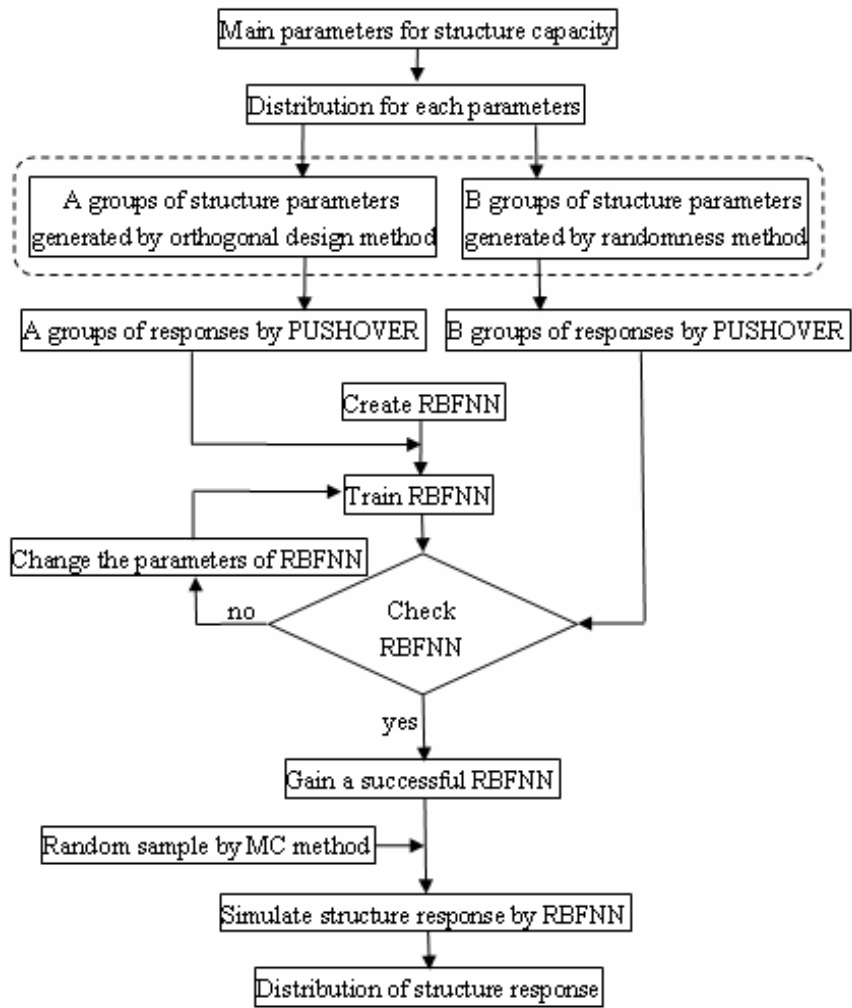 Main parameters for structure capacity
Distribution for each parameters
A groups of structure parameters
generated by orthogonal design method
B groups of structure parameters
generated by randomness method
A groups of responses by PUSHOVER
B groups of responses by PUSHOVER
Create RBFNN
Train RBFNN
Change the parameters of RBFNN
no
Check
RBFNN
yes
Gain a successful RBFNN
Random sample by MC method
Simulate structure response by RBFNN
Distribution of structure response